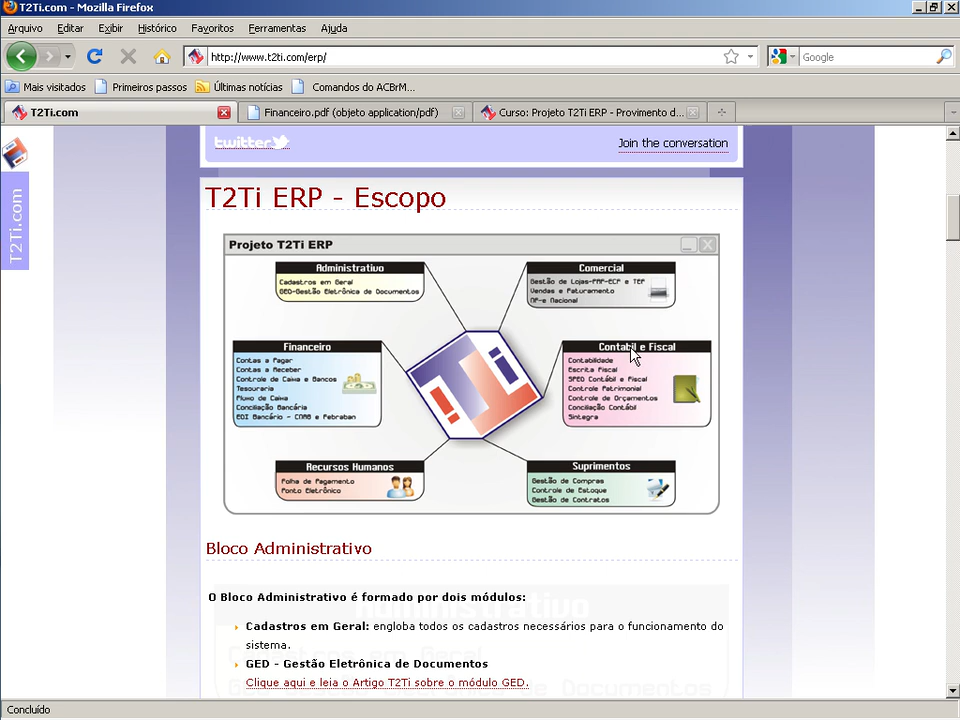 T2Ti.com - Mozilla Firefox
Arquivo Editar Exibir Histórico Favoritos Ferramentas Ajuda
http://www.t2ti.com/erp/
Google
Mais visitados Primeiros passos Últimas notícias Comandos do ACBrM...
T2Ti.com Financeiro.pdf (objeto application/pdf) Curso: Projeto T2Ti ERP - Provimento d...
twitter Join the conversation
T2Ti.com
T2Ti ERP - Escopo
Projeto T2Ti ERP
Administrativo
Cadastros em Geral
GED-Gestão Eletrônica de Documentos
Comercial
Gestão de Lojas-PAF-ECF e TEF
Vendas e Faturamento
NF-e Nacional
Financeiro
Contas a Pagar
Contas a Receber
Controle de Caixa e Bancos
Tesouraria
Fluxo de Caixa
Conciliação Bancária
EDI Bancário - CNAB e Febraban
Contábil e Fiscal
Contabilidade
Escrita Fiscal
SPED Contábil e Fiscal
Controle Patrimonial
Controle de Orçamentos
Conciliação Contábil
Sintegra
Recursos Humanos
Folha de Pagamento
Ponto Eletrônico
Suprimentos
Gestão de Compras
Controle de Estoque
Gestão de Contratos
Bloco Administrativo
O Bloco Administrativo é formado por dois módulos:
Cadastros em Geral: engloba todos os cadastros necessários para o funcionamento do
sistema.
GED - Gestão Eletrônica de Documentos
Clique aqui e leia o Artigo T2Ti sobre o módulo GED.
Concluído